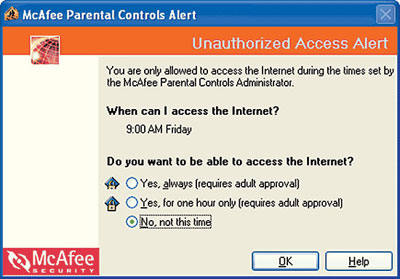 McAfee Parental Controls Alert
Unauthorized Access Alert
You are only allowed to access the Internet during the times set by
the McAfee Parental Controls Administrator.
When can I access the Internet?
9:00 AM Friday
Do you want to be able to access the Internet?
Yes, always (requires adult approval)
Yes, for one hour only (requires adult approval)
No, not this time
McAfee
SECURITY
OK
Help